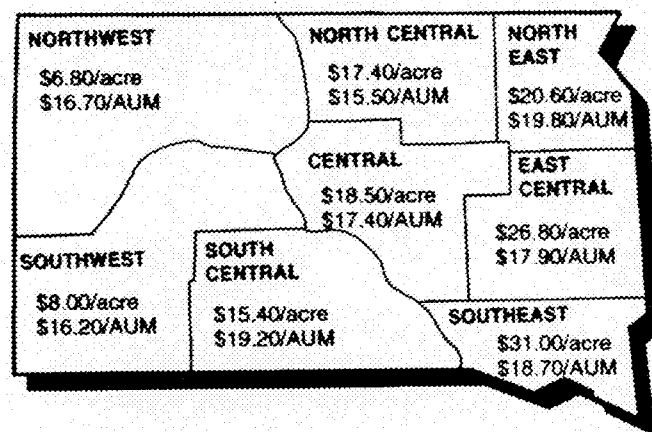 NORTHWEST
$6.80/acre
$16.70/AUM
NORTH CENTRAL
$17.40/acre
$15.50/AUM
NORTH
EAST
$20.60/acre
$19.80/AUM
CENTRAL
$18.50/acre
$17.40/AUM
EAST
CENTRAL
$26.80/acre
$17.90/AUM
SOUTHWEST
$8.00/acre
$16.20/AUM
SOUTH
CENTRAL
$15.40/acre
$19.20/AUM
SOUTHEAST
$31.00/acre
$18.70/AUM